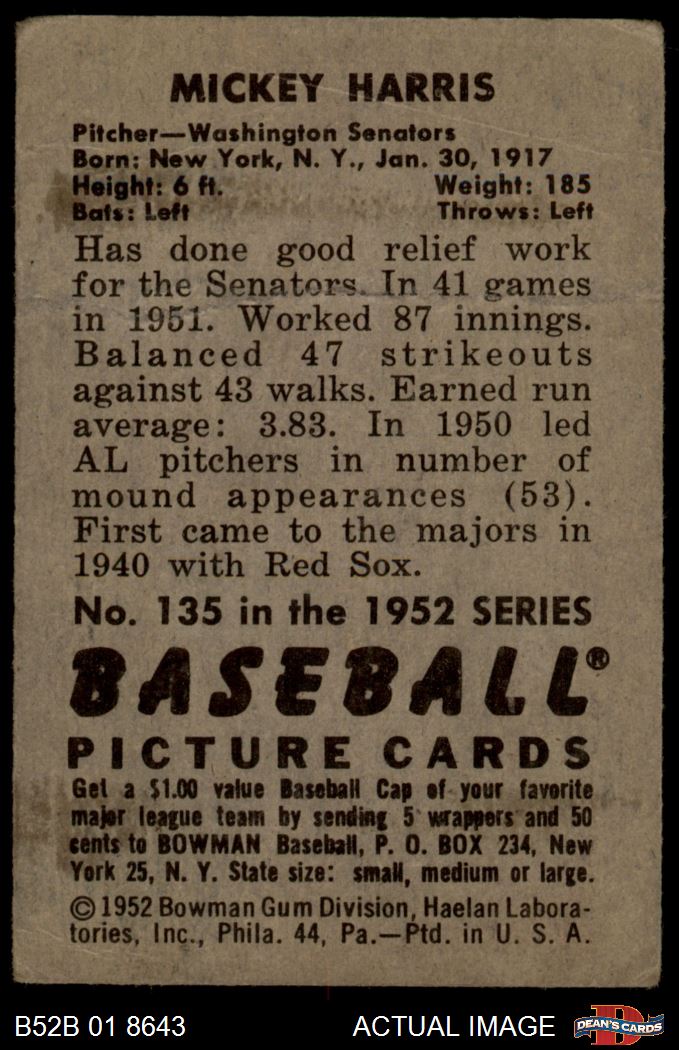 MICKEY HARRIS
Pitcher—Washington Senators
Born: New York, N. Y., Jan. 30, 1917
Height: 6 ft. Weight: 185
Bats: Left Throws: Left
Has done good relief work
for the Senators. In 41 games
in 1951. Worked 87 innings.
Balanced 47 strikeouts
against 43 walks. Earned run
average: 3.83. In 1950 led
AL pitchers in number of
mound appearances (53).
First came to the majors in
1940 with Red Sox.
No. 135 in the 1952 SERIES
BASEBALL®
PICTURE CARDS
Get a $1.00 value Baseball Cap of your favorite
major league team by sending 5 wrappers and 50
cents to BOWMAN Baseball, P. O. BOX 234, New
York 25, N. Y. State size: small, medium or large.
© 1952 Bowman Gum Division, Haelan Labora-
tories, Inc., Phila. 44, Pa.—Ptd. in U. S. A.
B52B 01 8643 ACTUAL IMAGE D DEAN'S CARDS